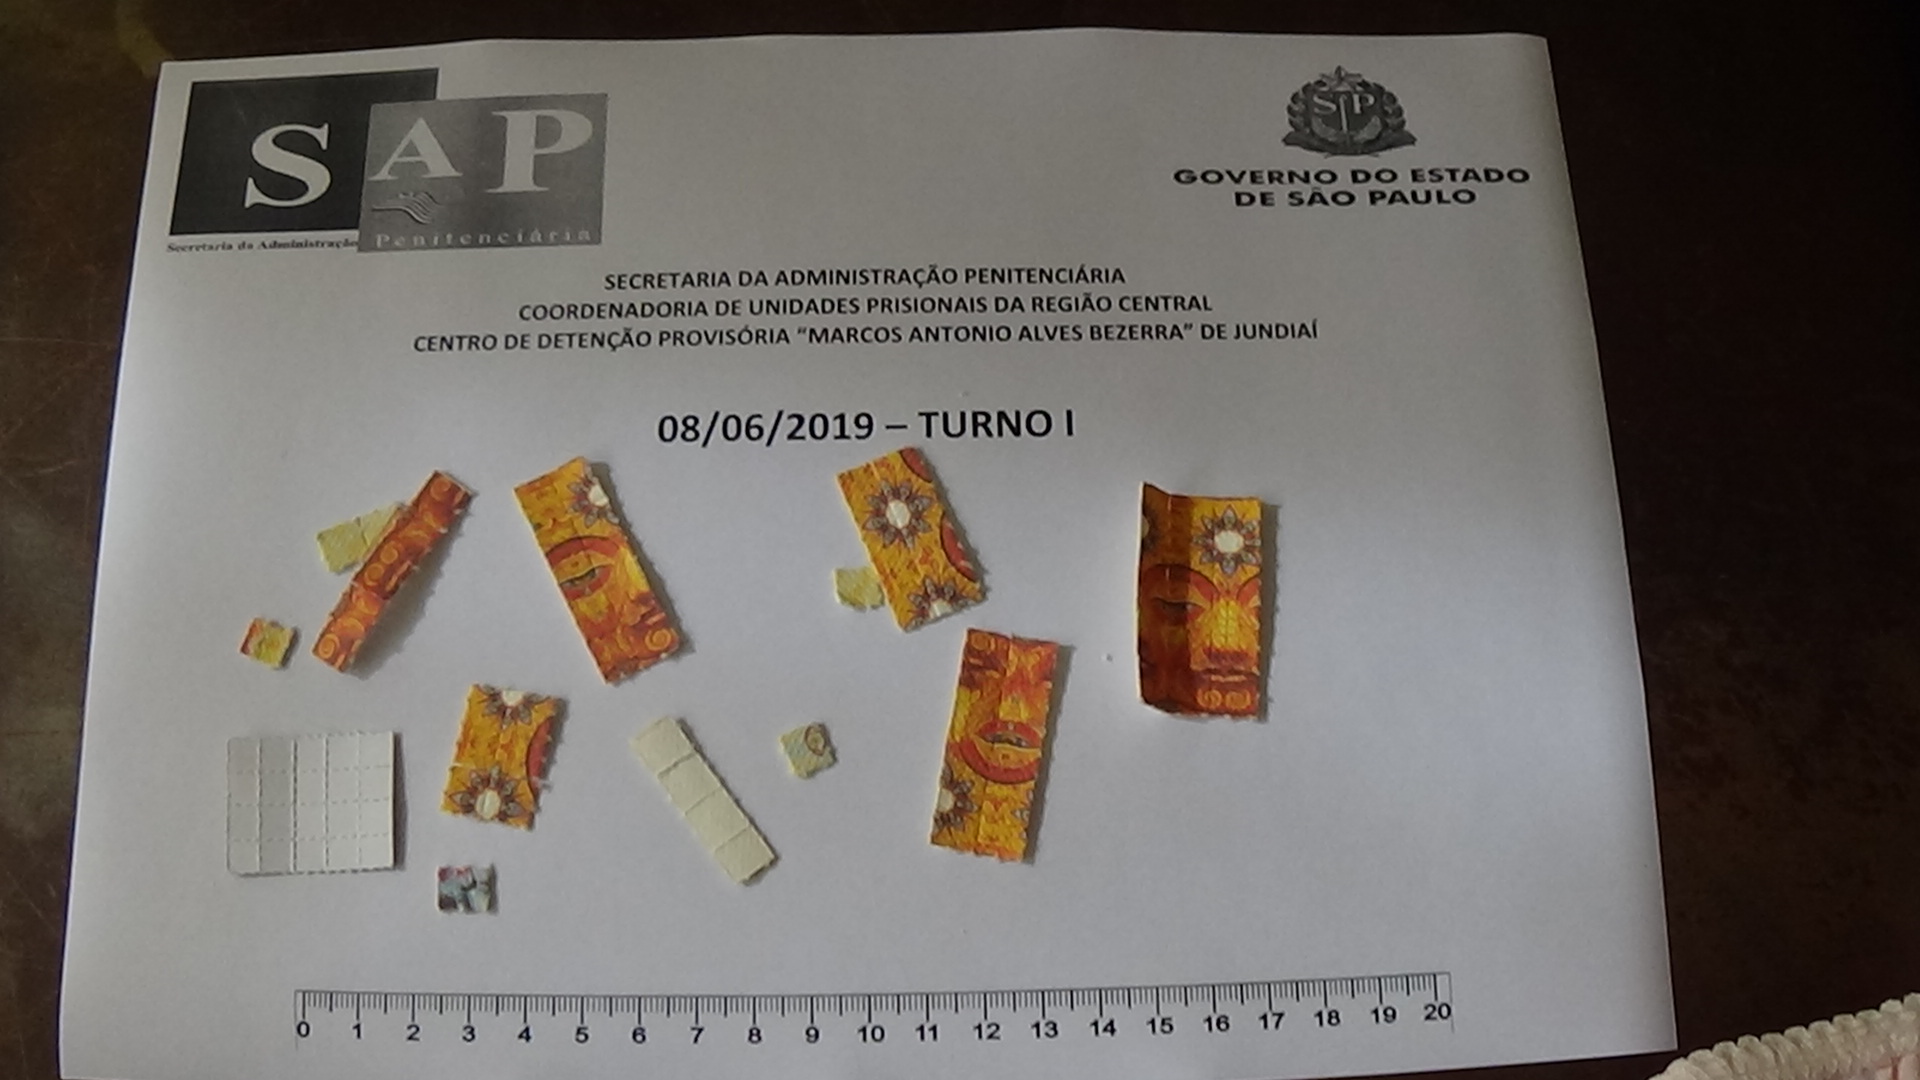 SAP
Secretaria da Administração Penitenciária
SP
GOVERNO DO ESTADO
DE SÃO PAULO
SECRETARIA DA ADMINISTRAÇÃO PENITENCIÁRIA
COORDENADORIA DE UNIDADES PRISIONAIS DA REGIÃO CENTRAL
CENTRO DE DETENÇÃO PROVISÓRIA “MARCOS ANTONIO ALVES BEZERRA” DE JUNDIAÍ
08/06/2019 – TURNO I
0 1 2 3 4 5 6 7 8 9 10 11 12 13 14 15 16 17 18 19 20